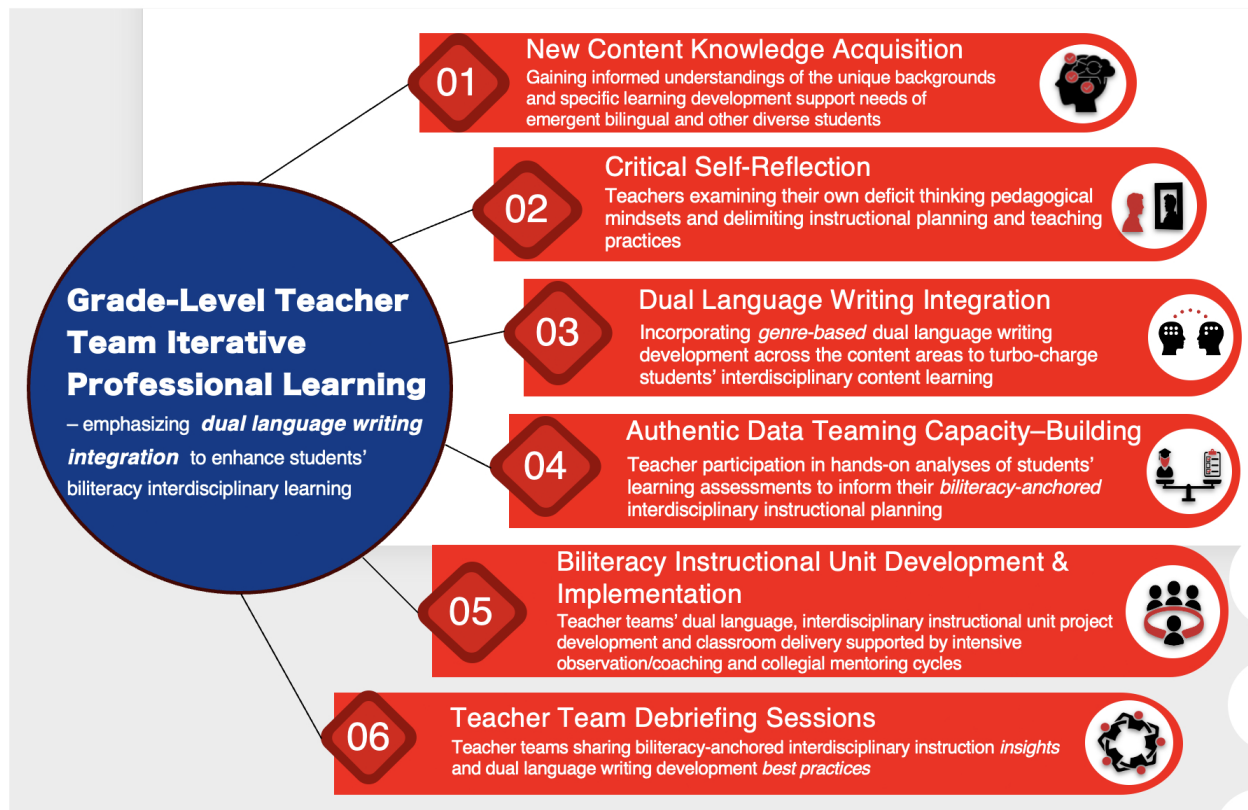 Grade-Level Teacher
Team Iterative
Professional Learning
– emphasizing dual language writing
integration to enhance students'
biliteracy interdisciplinary learning
01
New Content Knowledge Acquisition
Gaining informed understandings of the unique backgrounds
and specific learning development support needs of
emergent bilingual and other diverse students
02
Critical Self-Reflection
Teachers examining their own deficit thinking pedagogical
mindsets and delimiting instructional planning and teaching
practices
03
Dual Language Writing Integration
Incorporating genre-based dual language writing
development across the content areas to turbo-charge
students' interdisciplinary content learning
04
Authentic Data Teaming Capacity–Building
Teacher participation in hands-on analyses of students'
learning assessments to inform their biliteracy-anchored
interdisciplinary instructional planning
05
Biliteracy Instructional Unit Development &
Implementation
Teacher teams' dual language, interdisciplinary instructional unit project
development and classroom delivery supported by intensive
observation/coaching and collegial mentoring cycles
06
Teacher Team Debriefing Sessions
Teacher teams sharing biliteracy-anchored interdisciplinary instruction insights
and dual language writing development best practices